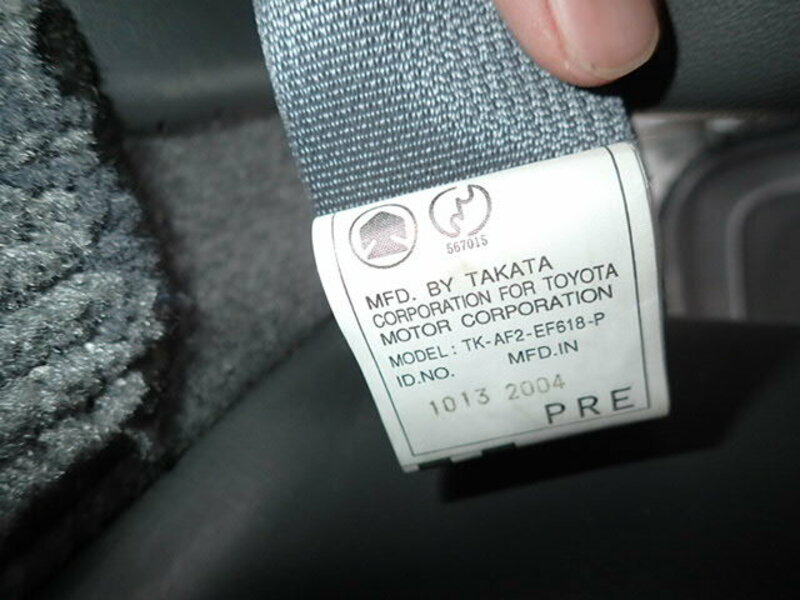 567015
MFD. BY TAKATA
CORPORATION FOR TOYOTA
MOTOR CORPORATION
MODEL: TK-AF2-EF618-P
ID.NO. MFD.IN
1013 2004
PRE